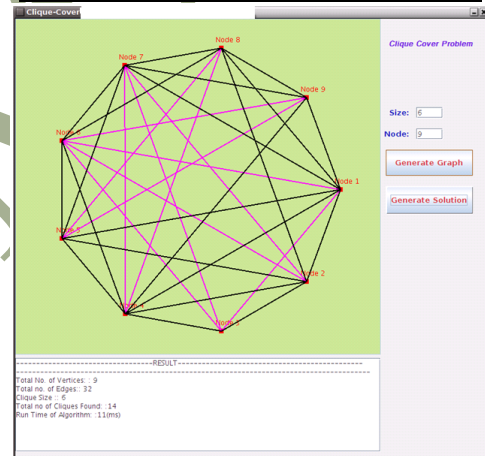 Clique-Cover
Clique Cover Problem
Node 8
Node 7
Node 9
Size: 6
Node: 9
Node 6
Generate Graph
Node 1
Generate Solution
Node 5
Node 2
Node 4
Node 3
------------------------------------RESULT------------------------------------------------
Total No. of Vertices: : 9
Total no. of Edges:: 32
Clique Size :: 6
Total no of Cliques Found: :14
Run Time of Algorithm: :11(ms)